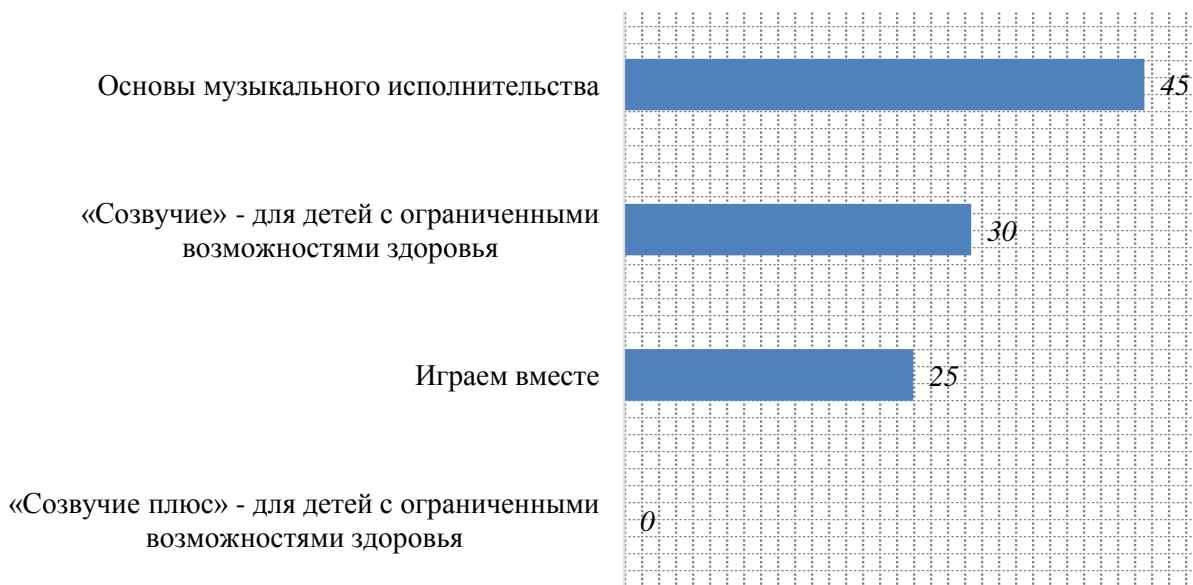 Основы музыкального исполнительства
45
«Созвучие» - для детей с ограниченными
возможностями здоровья
30
Играем вместе
25
«Созвучие плюс» - для детей с ограниченными
возможностями здоровья
0